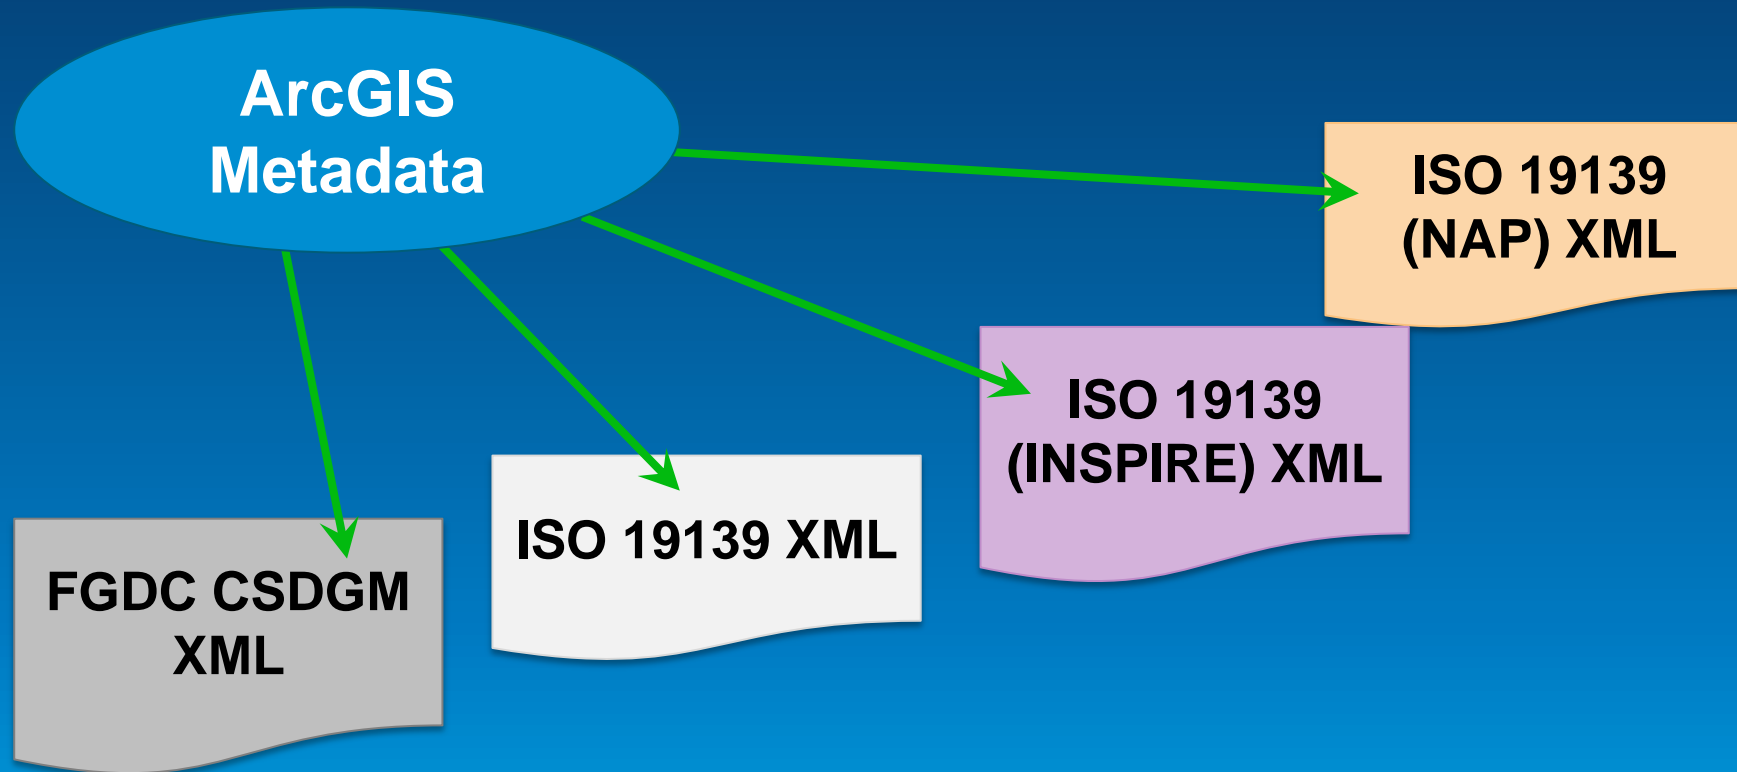 ArcGIS
Metadata
ISO 19139
(NAP) XML
ISO 19139
(INSPIRE) XML
ISO 19139 XML
FGDC CSDGM
XML